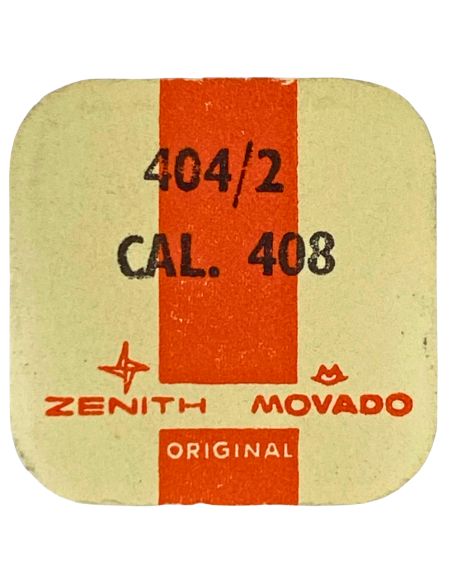 404/2
CAL. 408
ZENITH MOVADO
ORIGINAL